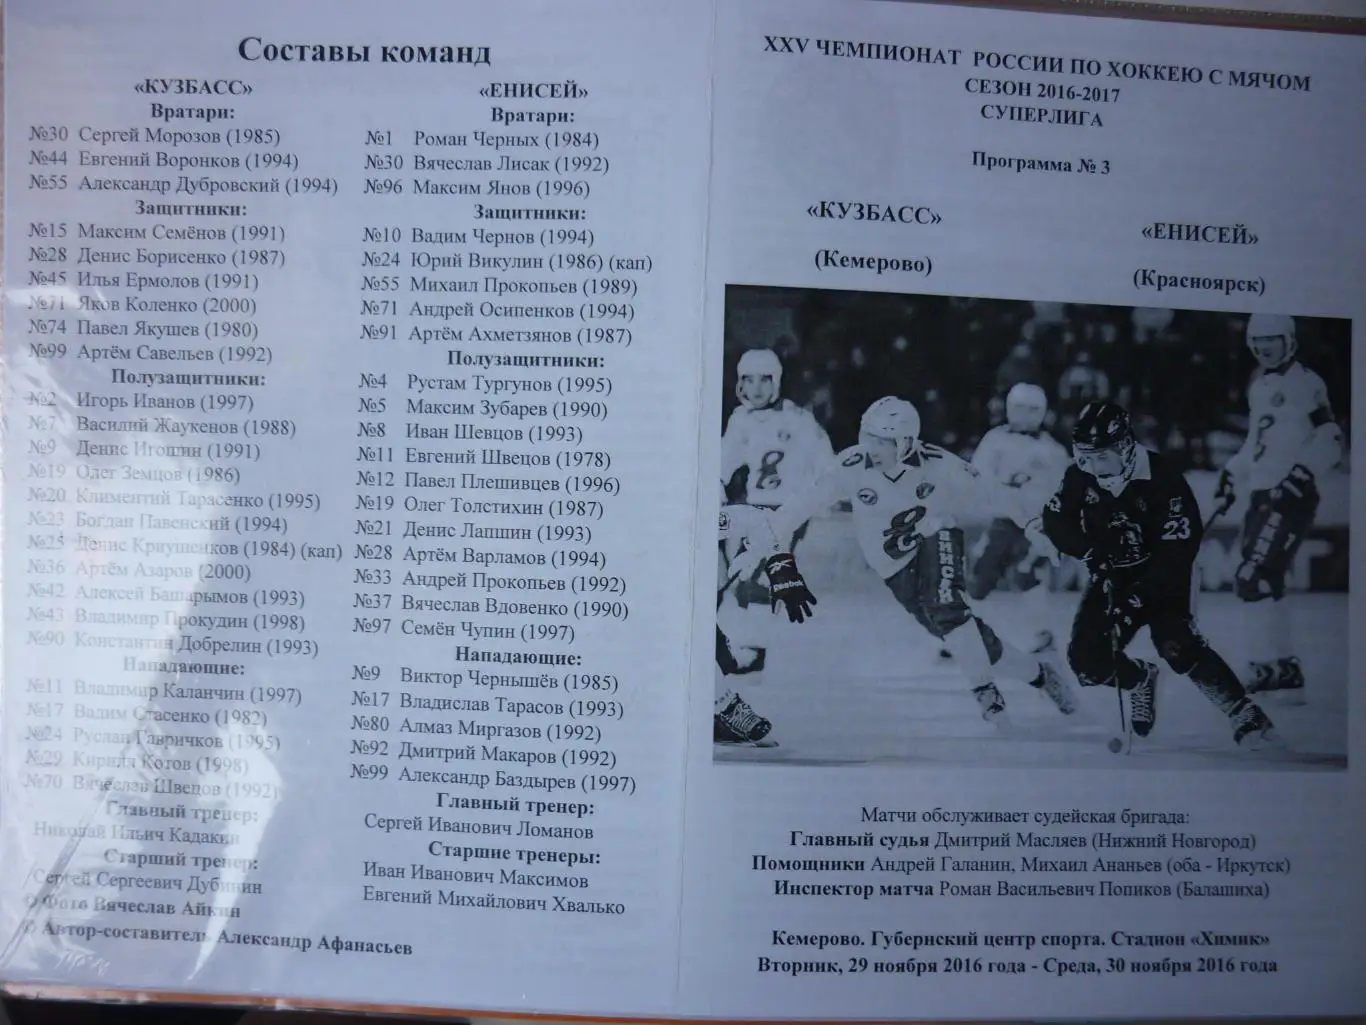 Составы команд
«КУЗБАСС»
Вратари:
№30 Сергей Морозов (1985)
№44 Евгений Воронков (1994)
№55 Александр Дубровский (1994)
Защитники:
№15 Максим Семёнов (1991)
№28 Денис Борисенко (1987)
№45 Илья Ермолов (1991)
№71 Яков Коленко (2000)
№74 Павел Якушев (1980)
№99 Артём Савельев (1992)
Полузащитники:
№2 Игорь Иванов (1997)
№7 Василий Жаукенов (1988)
№9 Денис Игошин (1991)
№19 Олег Земцов (1986)
№20 Климентий Тарасенко (1995)
№23 Богдан Павенский (1994)
№25 Денис Криушенков (1984) (кап)
№36 Артём Азаров (2000)
№42 Алексей Башарымов (1993)
№43 Владимир Прокудин (1998)
№90 Константин Добрелин (1993)
Нападающие:
№11 Владимир Каланчин (1997)
№17 Вадим Стасенко (1982)
№24 Руслан Гавричков (1995)
№29 Кирилл Котов (1998)
№70 Вячеслав Швецов (1992)
Главный тренер:
Николай Ильич Кадакин
Старший тренер:
Сергей Сергеевич Дубинин
© Фото Вячеслав Айкин
© Автор-составитель Александр Афанасьев
«ЕНИСЕЙ»
Вратари:
№1 Роман Черных (1984)
№30 Вячеслав Лисак (1992)
№96 Максим Янов (1996)
Защитники:
№10 Вадим Чернов (1994)
№24 Юрий Викулин (1986) (кап)
№55 Михаил Прокопьев (1989)
№71 Андрей Осипенков (1994)
№91 Артём Ахметзянов (1987)
Полузащитники:
№4 Рустам Тургунов (1995)
№5 Максим Зубарев (1990)
№8 Иван Шевцов (1993)
№11 Евгений Швецов (1978)
№12 Павел Плешивцев (1996)
№19 Олег Толстихин (1987)
№21 Денис Лапшин (1993)
№28 Артём Варламов (1994)
№33 Андрей Прокопьев (1992)
№37 Вячеслав Вдовенко (1990)
№97 Семён Чупин (1997)
Нападающие:
№9 Виктор Чернышёв (1985)
№17 Владислав Тарасов (1993)
№80 Алмаз Миргазов (1992)
№92 Дмитрий Макаров (1992)
№99 Александр Баздырев (1997)
Главный тренер:
Сергей Иванович Ломанов
Старшие тренеры:
Иван Иванович Максимов
Евгений Михайлович Хвалько
XXV ЧЕМПИОНАТ РОССИИ ПО ХОККЕЮ С МЯЧОМ
СЕЗОН 2016-2017
СУПЕРЛИГА
Программа № 3
«КУЗБАСС»
(Кемерово)
«ЕНИСЕЙ»
(Красноярск)
23
Reebok
Матчи обслуживает судейская бригада:
Главный судья Дмитрий Масляев (Нижний Новгород)
Помощники Андрей Галанин, Михаил Ананьев (оба - Иркутск)
Инспектор матча Роман Васильевич Попиков (Балашиха)
Кемерово. Губернский центр спорта. Стадион «Химик»
Вторник, 29 ноября 2016 года - Среда, 30 ноября 2016 года